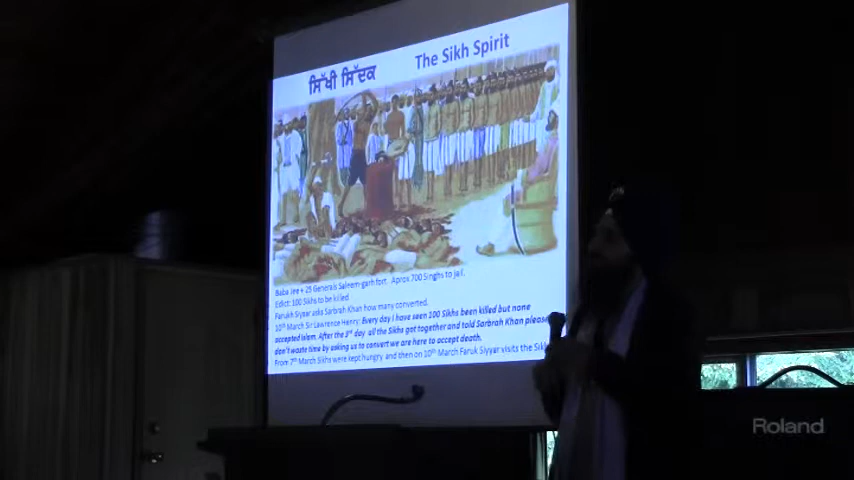 The Sikh Spirit
ਸਿੱਖੀ ਸਿੱਦਕ
Baba Jee + 25 Generals Saleem-garh fort. Aprox 700 Singhs to jail.
Edict: 100 Sikhs to be killed
Farukh Siyyar asks Sarbrah Khan how many converted.
10th March Sir Lawrence Henry: Every day I have seen 100 Sikhs been killed but none
accepted Islam. After the 3rd day all the Sikhs got together and told Sarbrah Khan please
don't waste time by asking us to convert we are here to accept death.
From 7th March Sikhs were kept hungry and then on 10th March Faruk Siyyar visits the
Roland